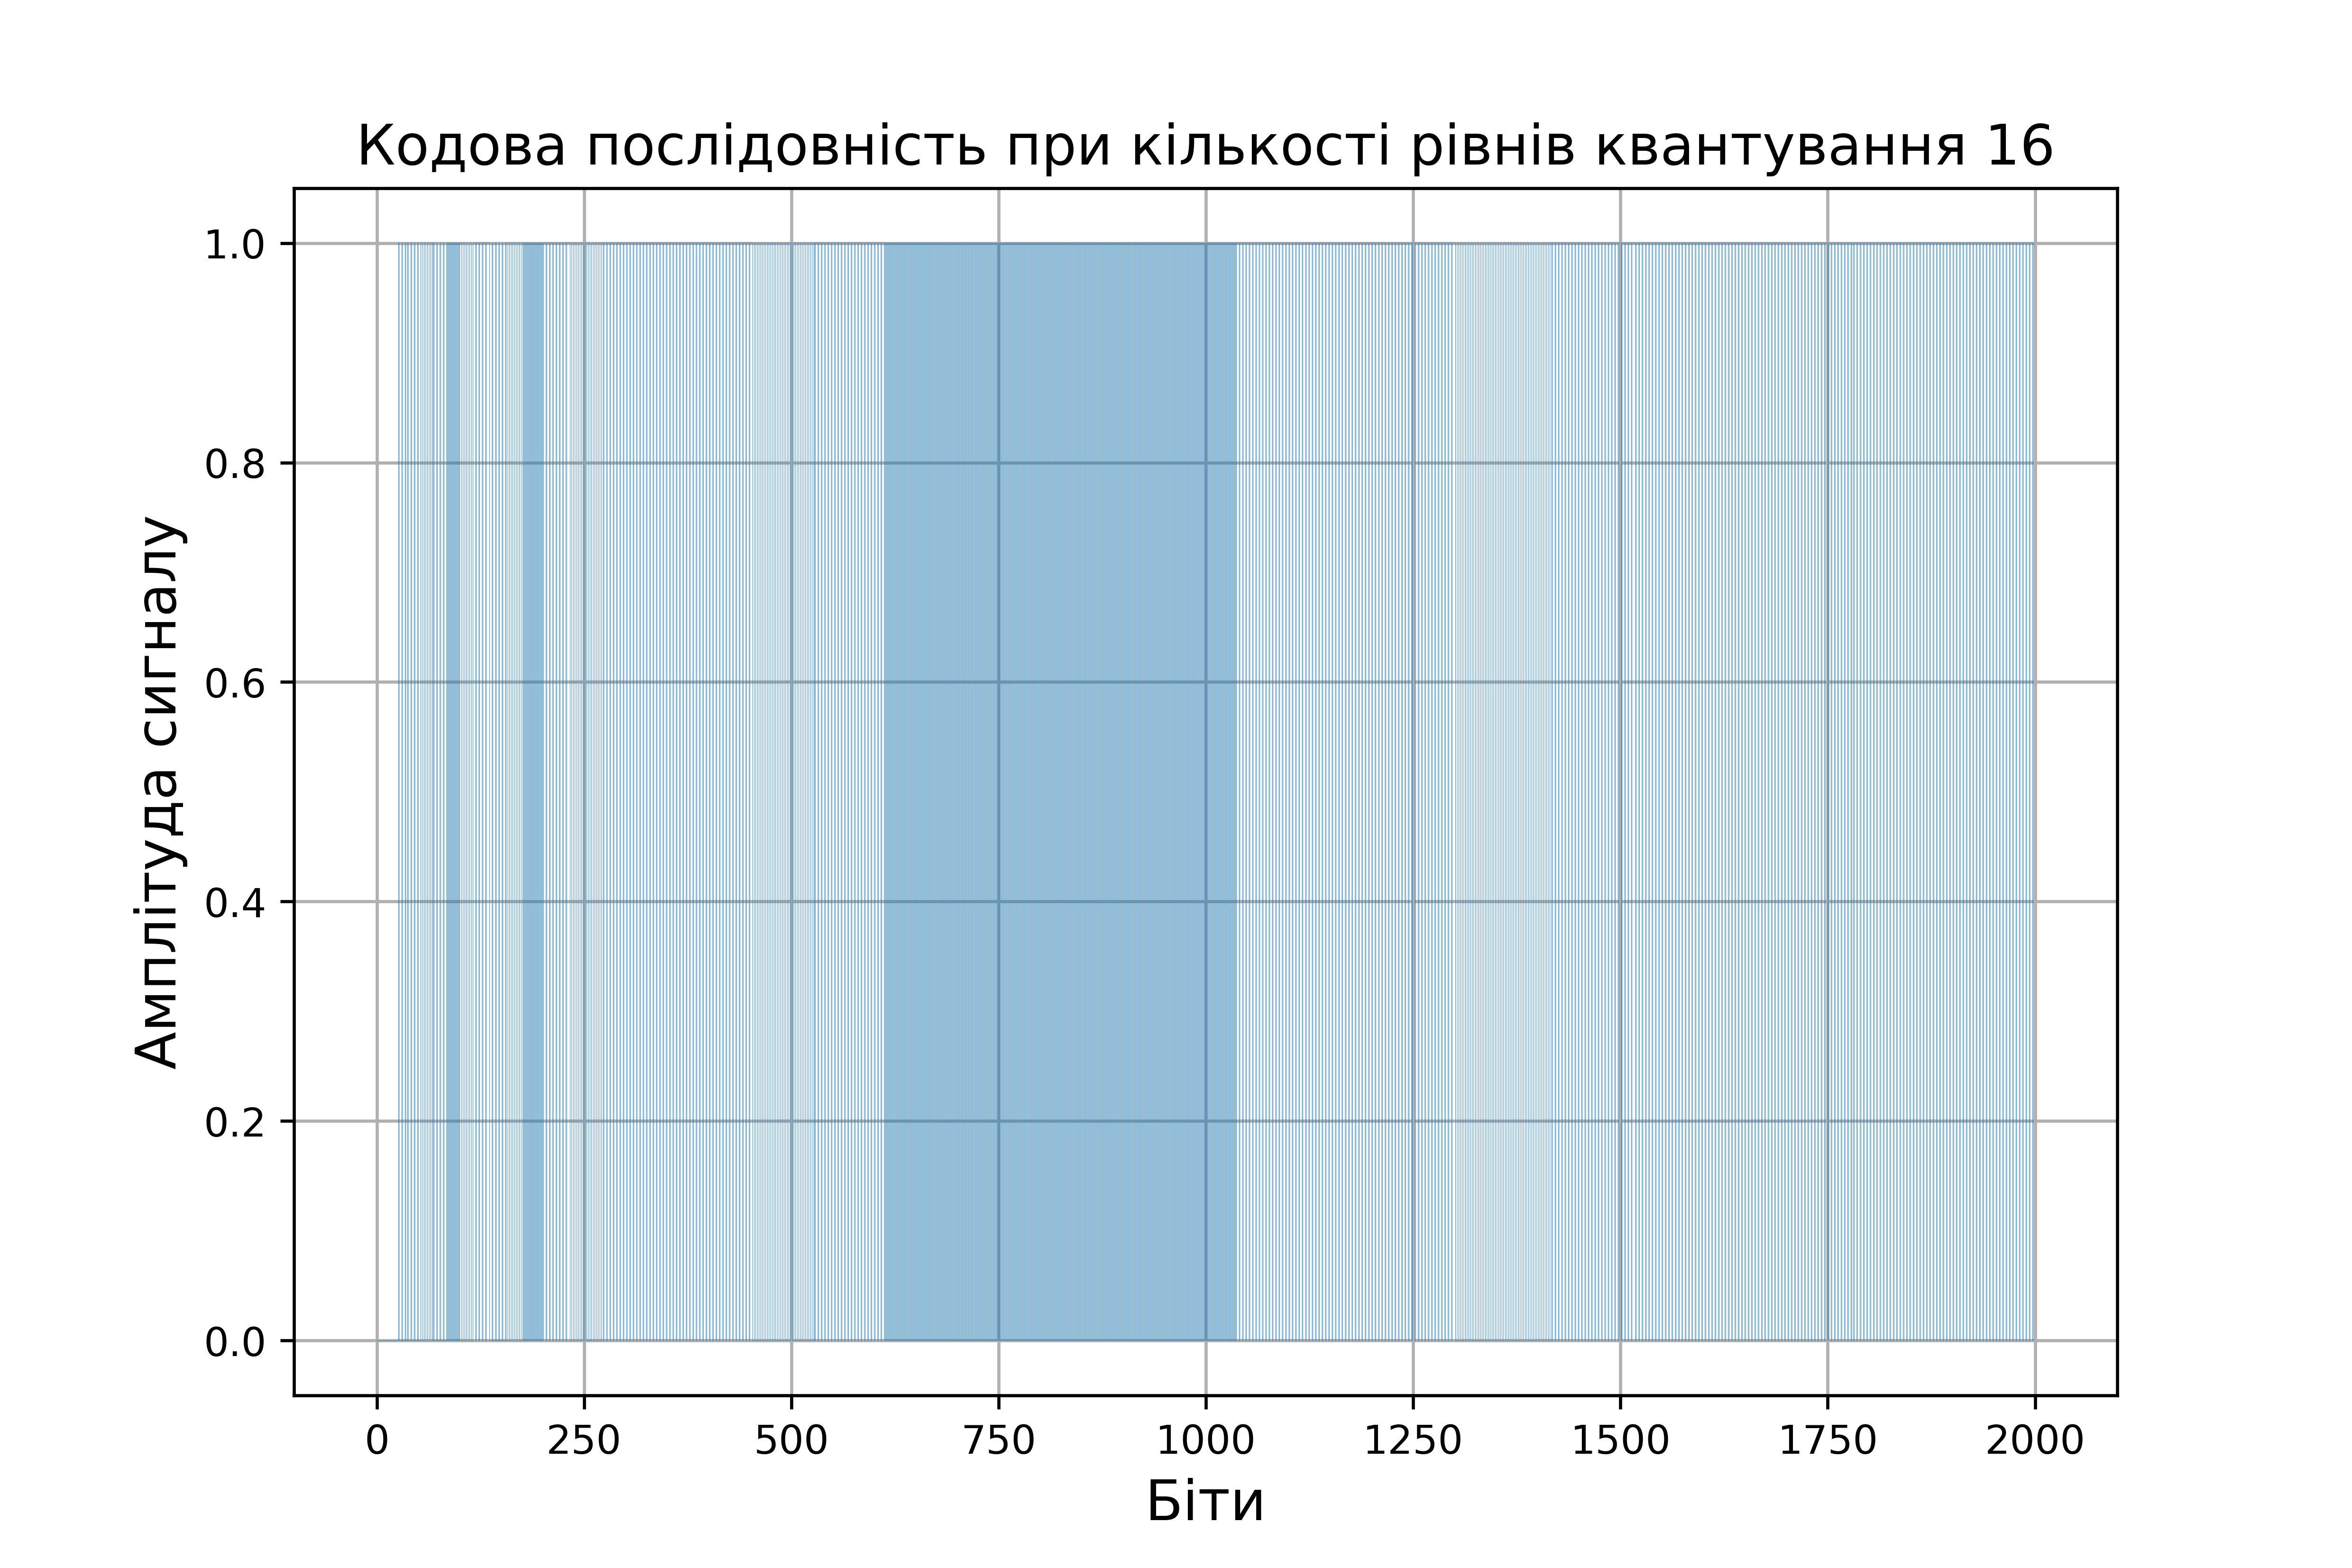 Кодова послідовність при кількості рівнів квантування 16
Амплітуда сигналу
1.0
0.8
0.6
0.4
0.2
0.0
0 250 500 750 1000 1250 1500 1750 2000
Біти